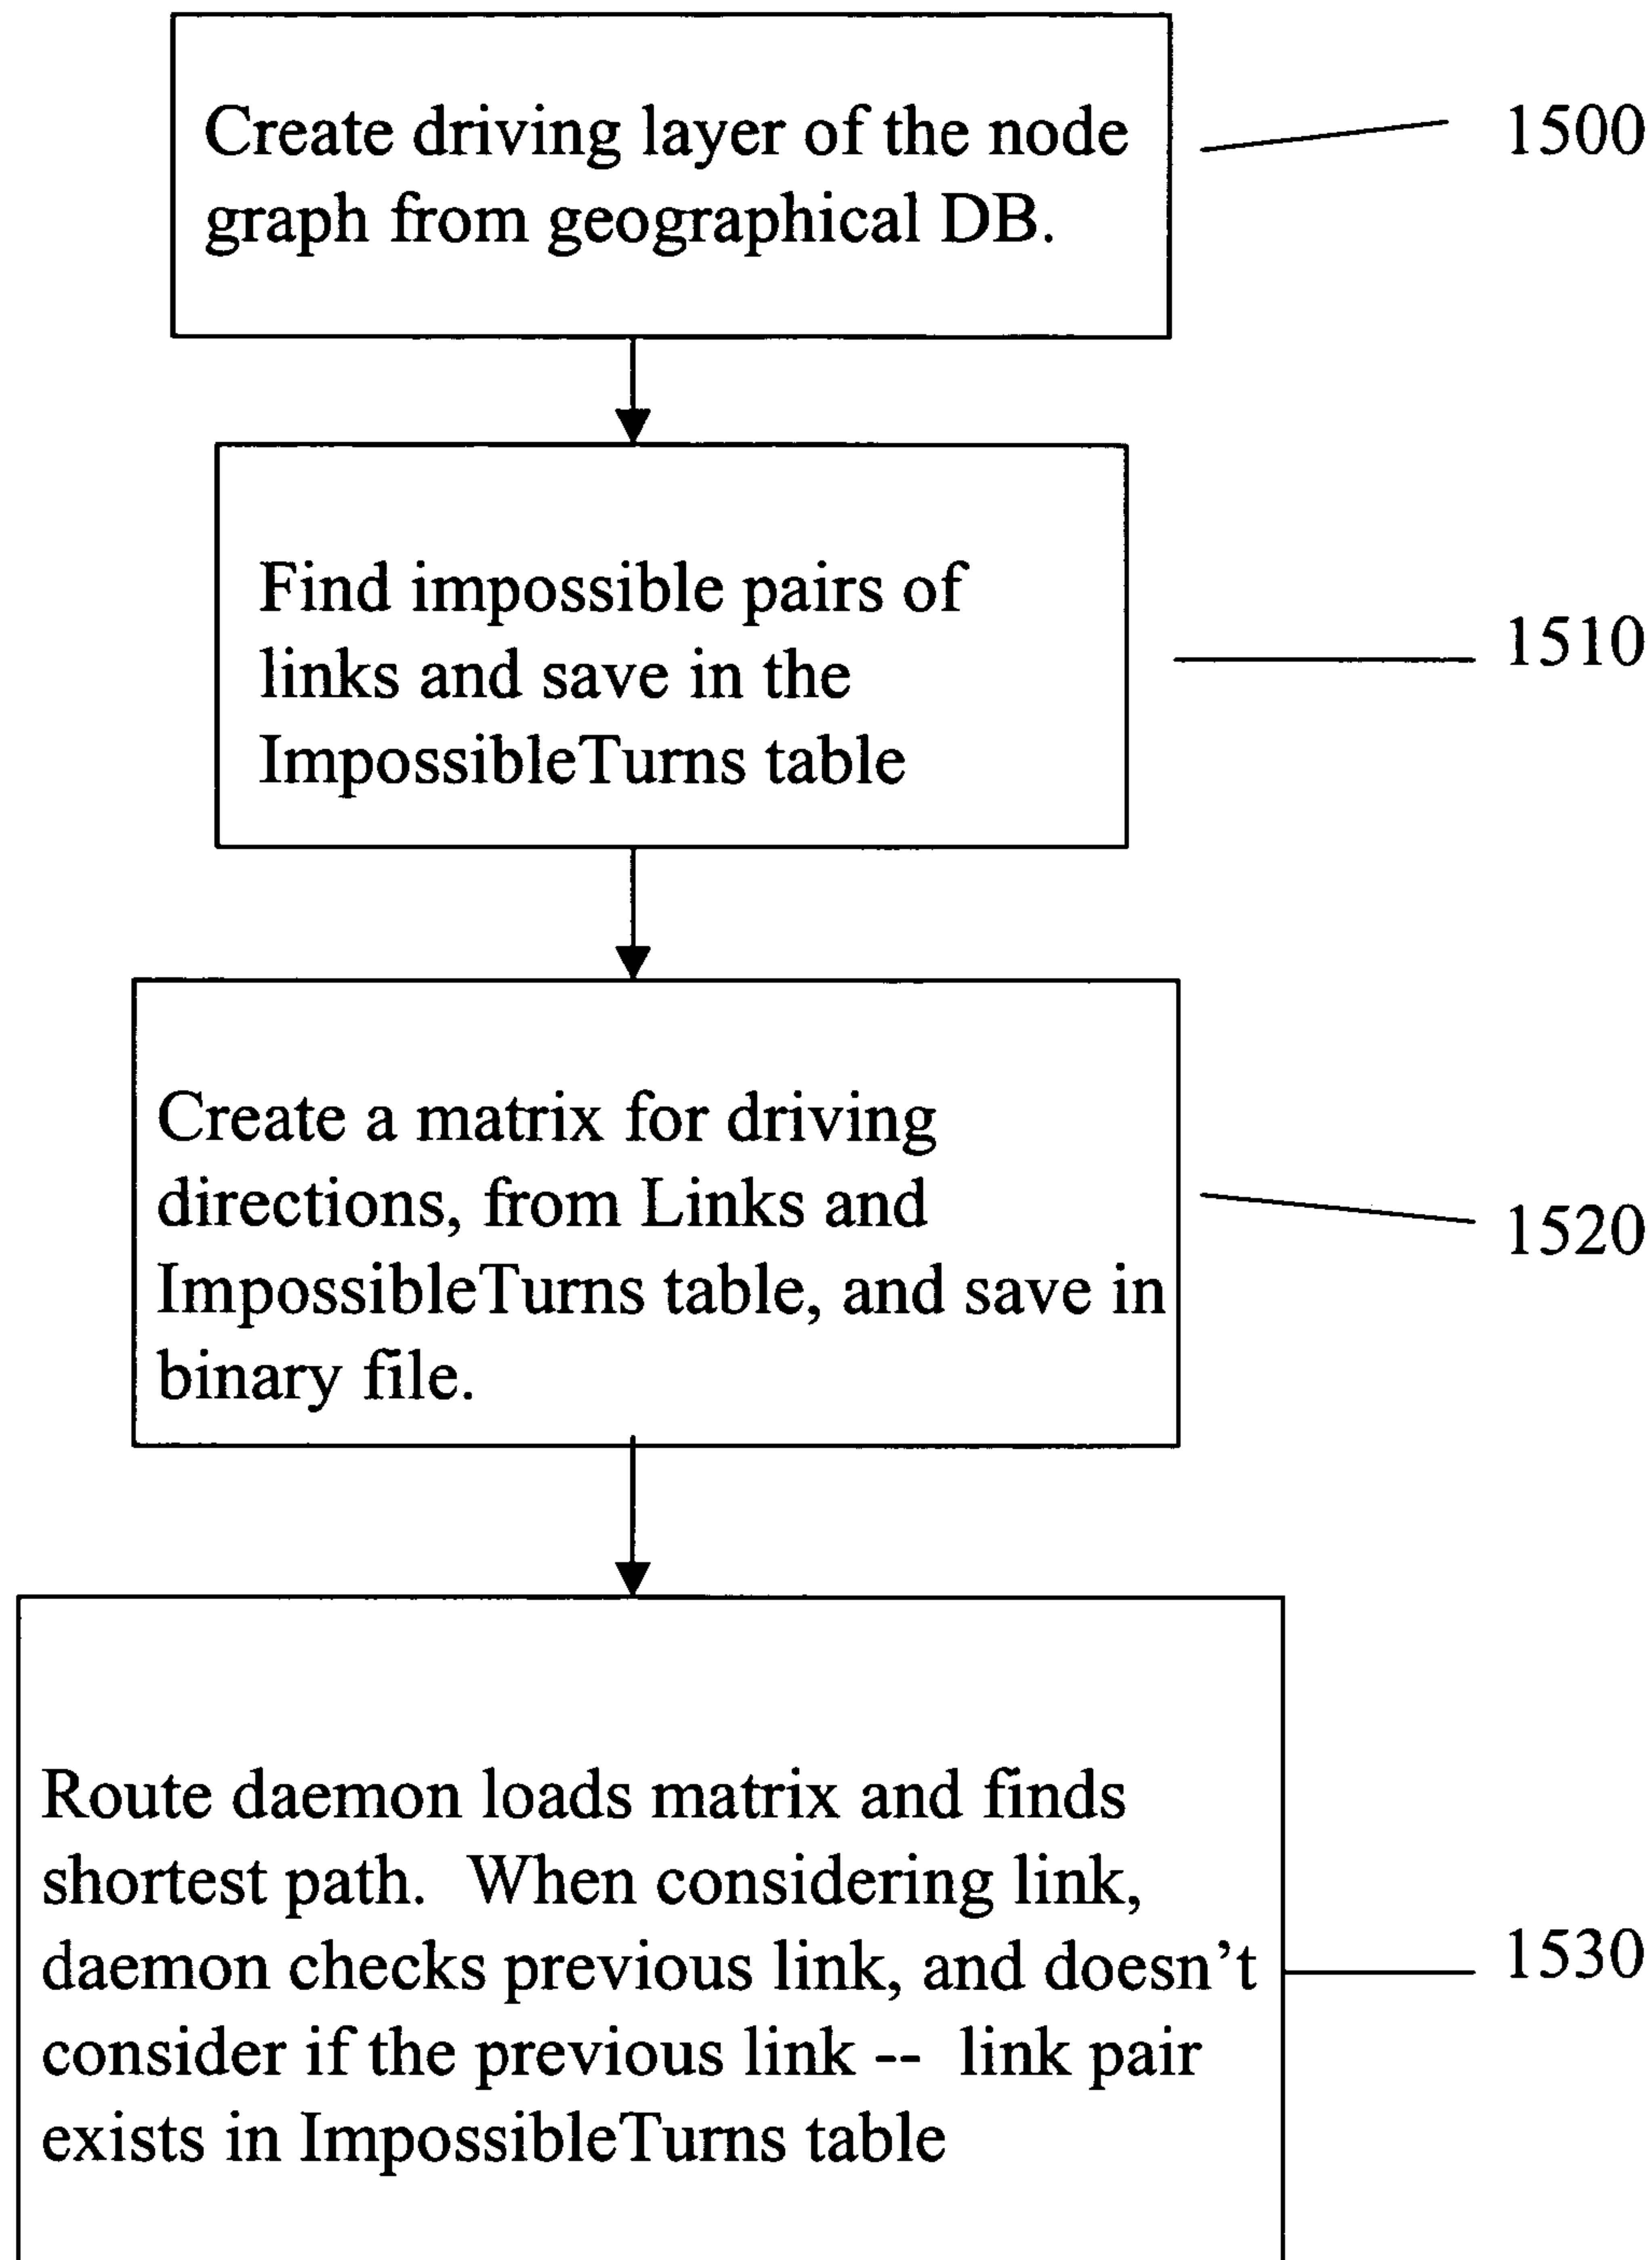 Create driving layer of the node
graph from geographical DB.
1500
Find impossible pairs of
links and save in the
ImpossibleTurns table
1510
Create a matrix for driving
directions, from Links and
ImpossibleTurns table, and save in
binary file.
1520
Route daemon loads matrix and finds
shortest path.  When considering link,
daemon checks previous link, and doesn't
consider if the previous link --  link pair
exists in ImpossibleTurns table
1530